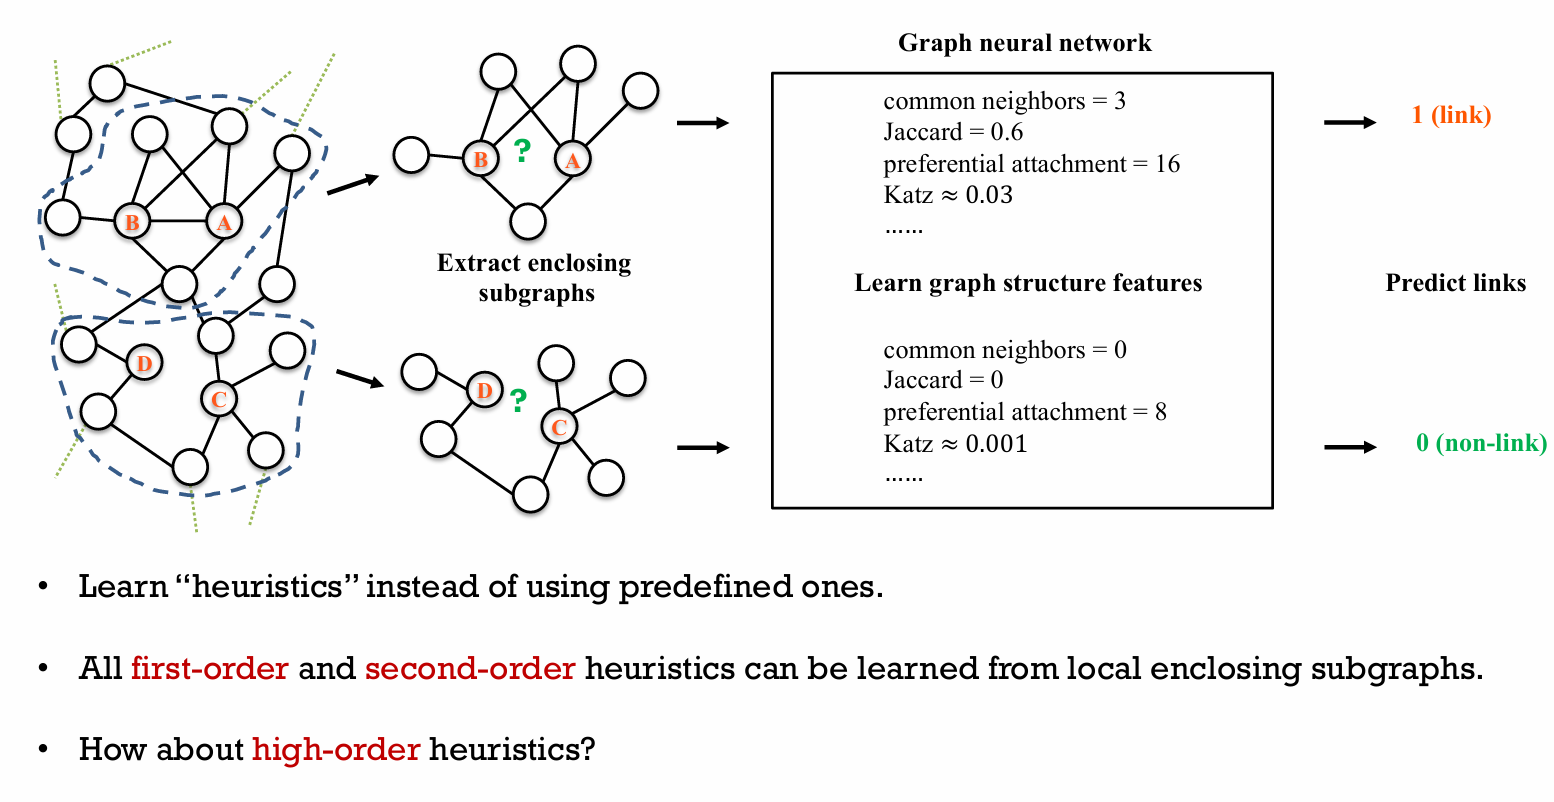 Graph neural network
B
A
D
C
B
?
A
Extract enclosing
subgraphs
D
?
C
common neighbors = 3
Jaccard = 0.6
preferential attachment = 16
Katz ≈ 0.03
......
Learn graph structure features
common neighbors = 0
Jaccard = 0
preferential attachment = 8
Katz ≈ 0.001
......
1 (link)
Predict links
0 (non-link)
• Learn “heuristics” instead of using predefined ones.
• All first-order and second-order heuristics can be learned from local enclosing subgraphs.
• How about high-order heuristics?